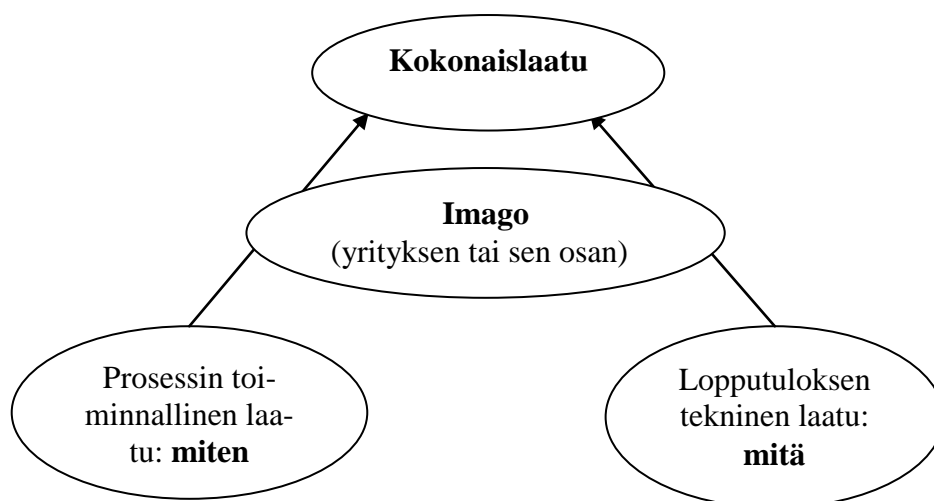 Kokonaislaatu
Imago
(yrityksen tai sen osan)
Prosessin toi-
minnallinen laa-
tu: miten
Lopputuloksen
tekninen laatu:
mitä